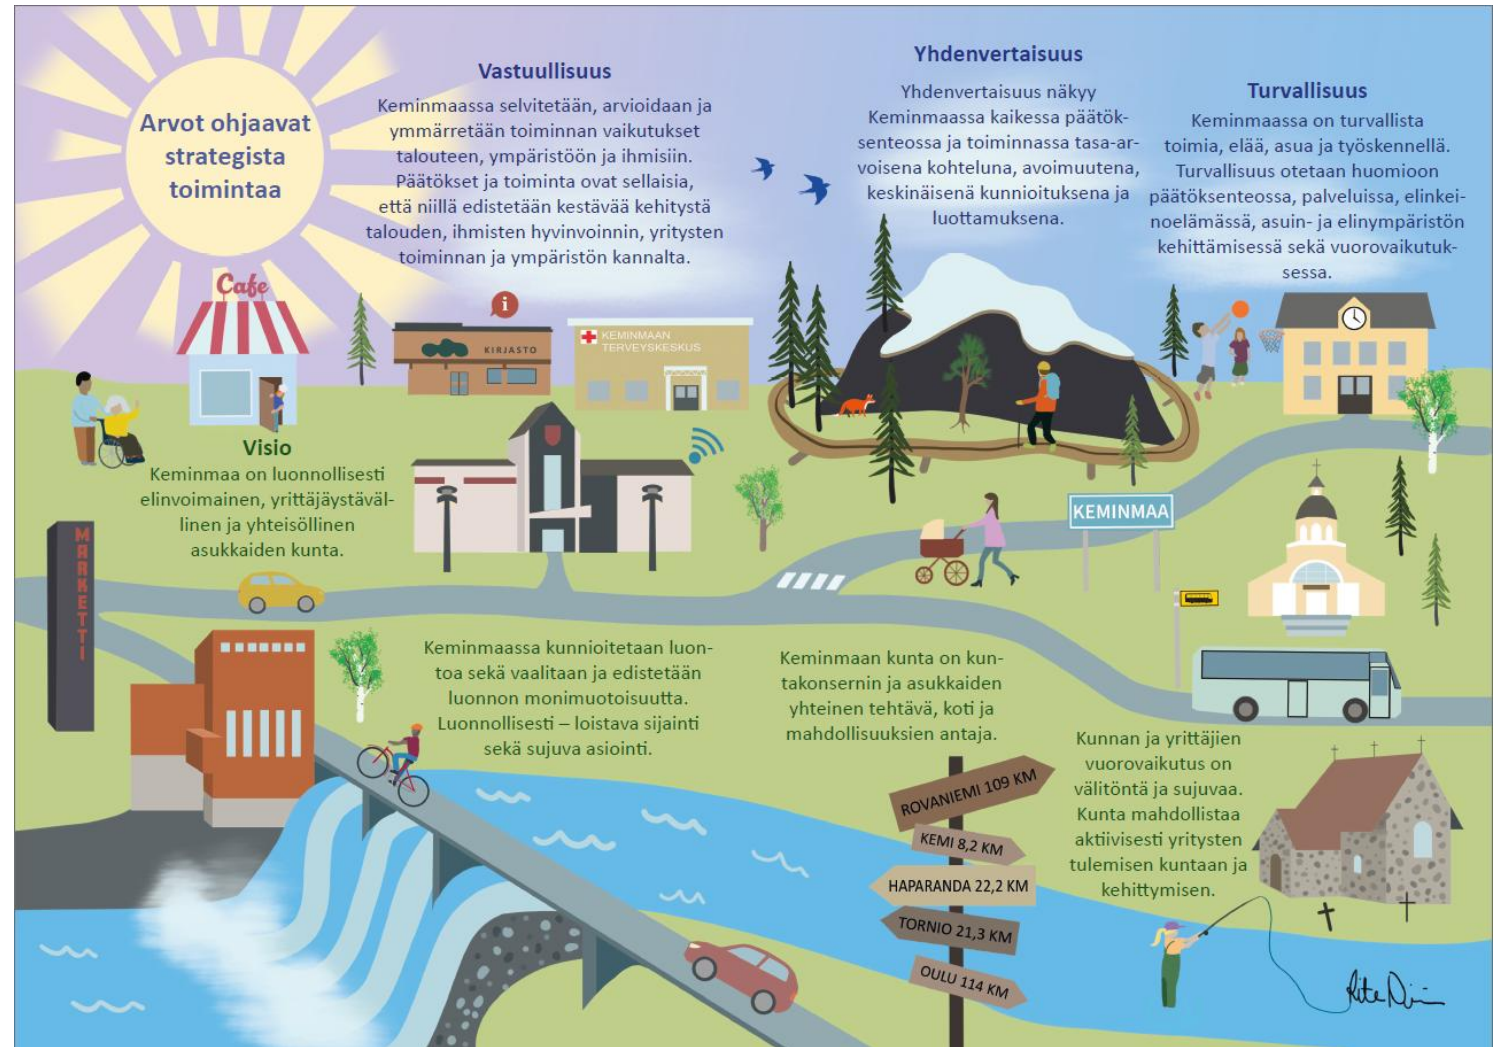 Arvot ohjaavat
strategista
toimintaa
Vastuullisuus
Keminmaassa selvitetään, arvioidaan ja
ymmärretään toiminnan vaikutukset
talouteen, ympäristöön ja ihmisiin.
Päätökset ja toiminta ovat sellaisia,
että niillä edistetään kestävää kehitystä
talouden, ihmisten hyvinvoinnin, yritysten
toiminnan ja ympäristön kannalta.
Yhdenvertaisuus
Yhdenvertaisuus näkyy
Keminmaassa kaikessa päätök-
senteossa ja toiminnassa tasa-ar-
voisena kohteluna, avoimuutena,
keskinäisenä kunnioituksena ja
luottamuksena.
Turvallisuus
Keminmaassa on turvallista
toimia, elää, asua ja työskennellä.
Turvallisuus otetaan huomioon
päätöksenteossa, palveluissa, elinkei-
noelämässä, asuin- ja elinympäristön
kehittämisessä sekä vuorovaikutuk-
sessa.
Cafe
i
KIRJASTO
KEMINMAAN
TERVEYSKESKUS
Visio
Keminmaa on luonnollisesti
elinvoimainen, yrittäjäystäväl-
linen ja yhteisöllinen
asukkaiden kunta.
KEMINMAA
MARKETTI
Keminmaassa kunnioitetaan luon-
toa sekä vaalitaan ja edistetään
luonnon monimuotoisuutta.
Luonnollisesti – loistava sijainti
sekä sujuva asiointi.
Keminmaan kunta on kun-
takonsernin ja asukkaiden
yhteinen tehtävä, koti ja
mahdollisuuksien antaja.
Kunnan ja yrittäjien
vuorovaikutus on
välitöntä ja sujuvaa.
Kunta mahdollistaa
aktiivisesti yritysten
tulemisen kuntaan ja
kehittymisen.
ROVANIEMI 109 KM
KEMI 8,2 KM
HAPARANDA 22,2 KM
TORNIO 21,3 KM
OULU 114 KM